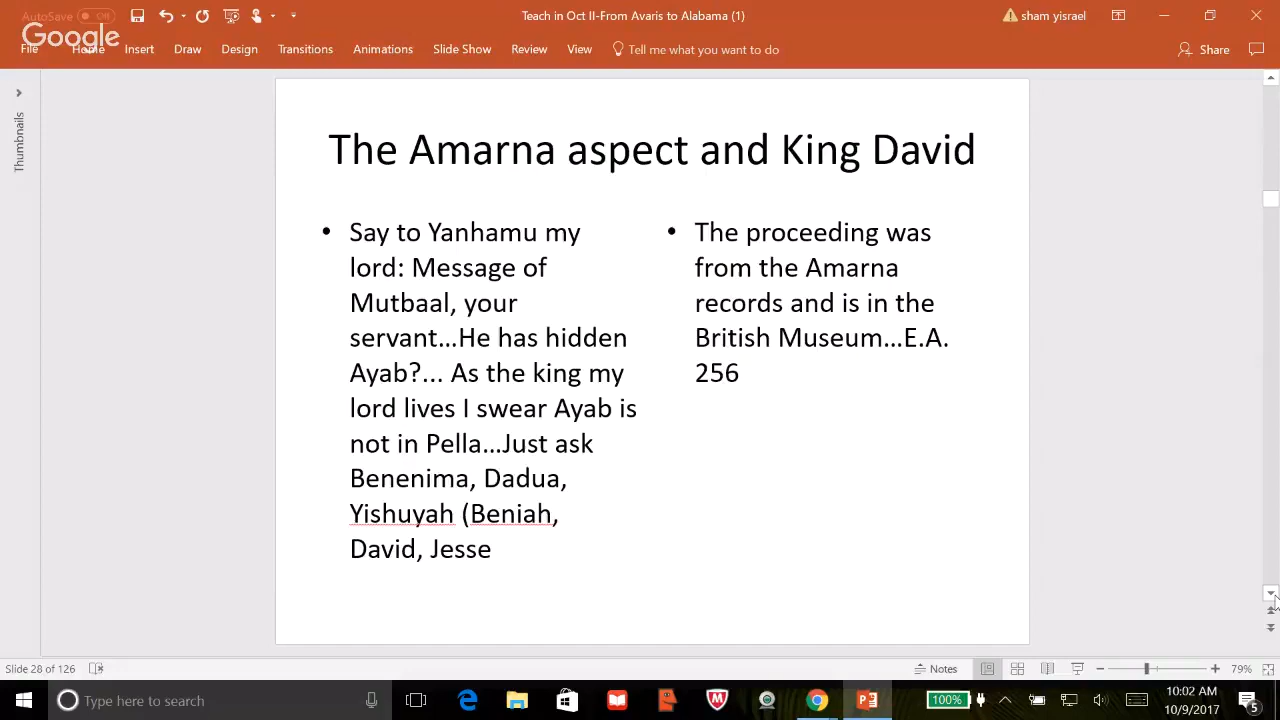 AutoSave Off
Teach in Oct II-From Avaris to Alabama (1)
sham yisrael
Google
File Home Insert Draw Design Transitions Animations Slide Show Review View Tell me what you want to do
Share
Thumbnails
The Amarna aspect and King David
• Say to Yanhamu my
lord: Message of
Mutbaal, your
servant...He has hidden
Ayab?... As the king my
lord lives I swear Ayab is
not in Pella...Just ask
Benenima, Dadua,
Yishuyah (Beniah,
David, Jesse
• The proceeding was
from the Amarna
records and is in the
British Museum...E.A.
256
Slide 28 of 126
Notes
79%
Type here to search
100%
10:02 AM
10/9/2017
5